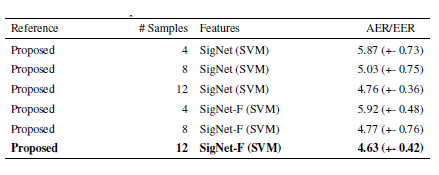 Reference # Samples Features AER/EER
Proposed 4 SigNet (SVM) 5.87 (+- 0.73)
Proposed 8 SigNet (SVM) 5.03 (+- 0.75)
Proposed 12 SigNet (SVM) 4.76 (+- 0.36)
Proposed 4 SigNet-F (SVM) 5.92 (+- 0.48)
Proposed 8 SigNet-F (SVM) 4.77 (+- 0.76)
Proposed 12 SigNet-F (SVM) 4.63 (+- 0.42)